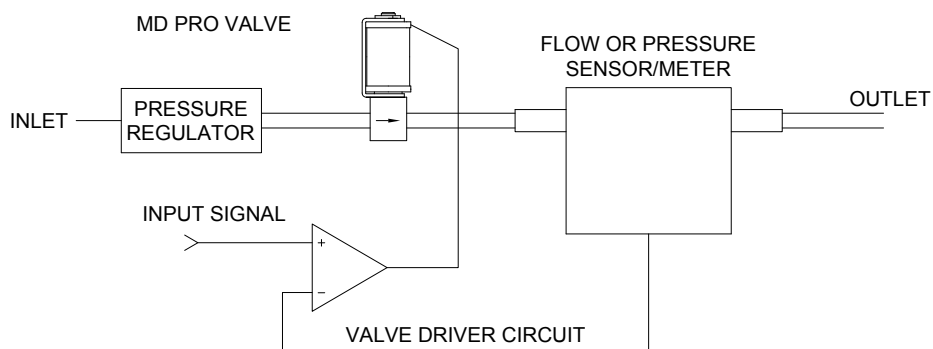 MD PRO VALVE
FLOW OR PRESSURE
SENSOR/METER
OUTLET
INLET
PRESSURE
REGULATOR
INPUT SIGNAL
+
−
VALVE DRIVER CIRCUIT